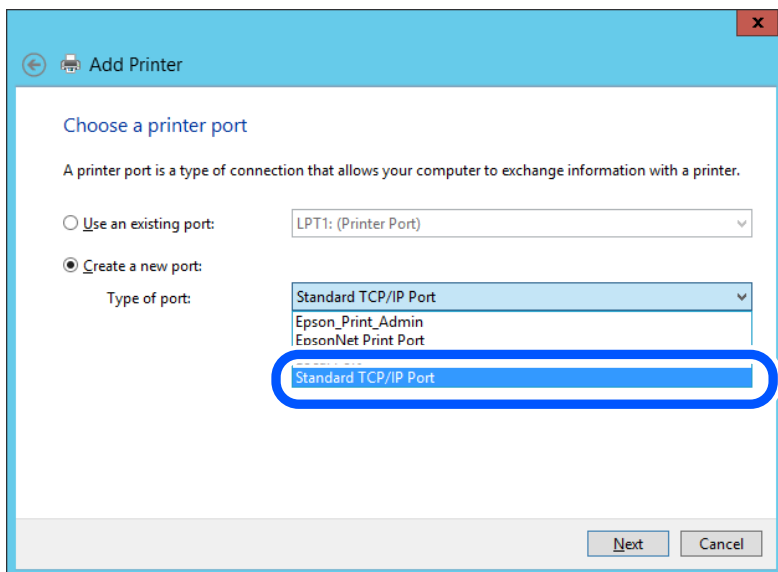 x
Add Printer
Choose a printer port
A printer port is a type of connection that allows your computer to exchange information with a printer.
Use an existing port: LPT1: (Printer Port)
Create a new port:
Type of port: Standard TCP/IP Port
Epson_Print_Admin
EpsonNet Print Port
Standard TCP/IP Port
Next Cancel